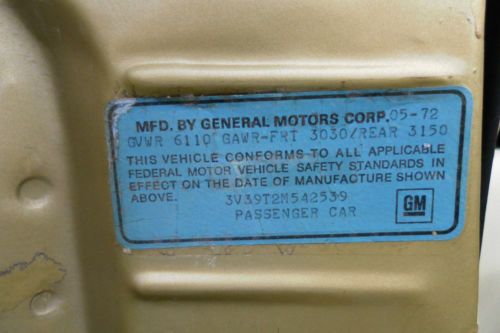 MFD. BY GENERAL MOTORS CORP. 05-72
GVWR 6110 GAWR-FRT 3030/REAR 3150
THIS VEHICLE CONFORMS TO ALL APPLICABLE
FEDERAL MOTOR VEHICLE SAFETY STANDARDS IN
EFFECT ON THE DATE OF MANUFACTURE SHOWN
ABOVE. 3V39T2M542539
PASSENGER CAR
GM